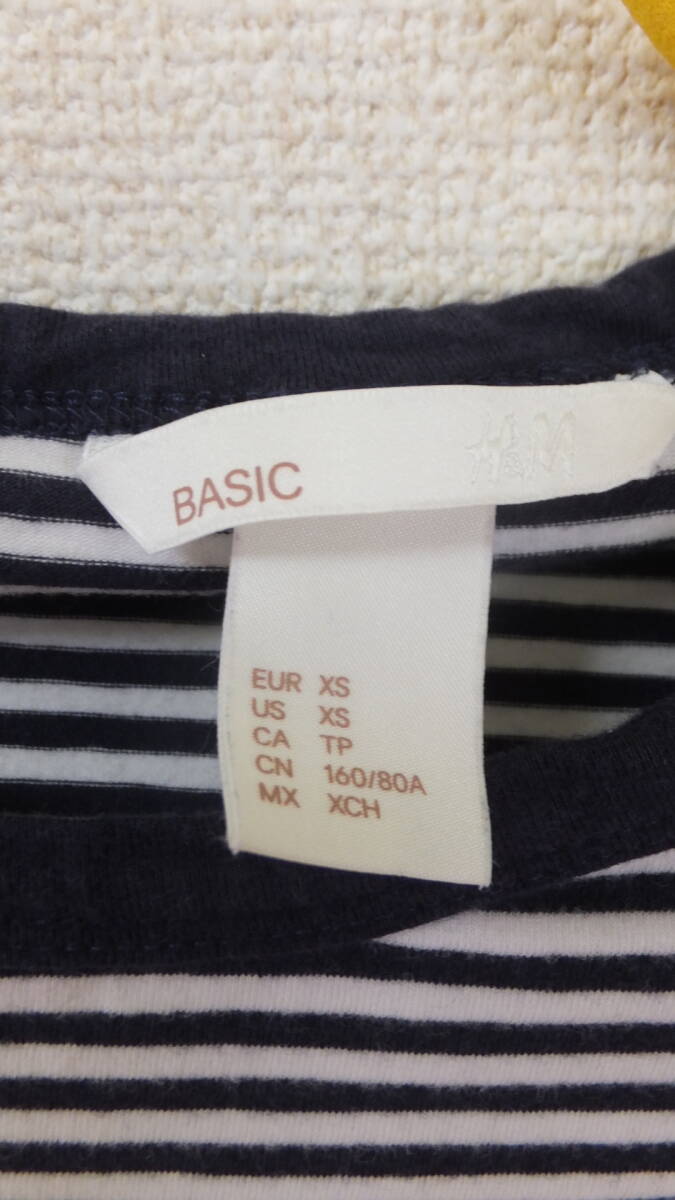 BASIC H&M
EUR XS
US XS
CA TP
CN 160/80A
MX XCH